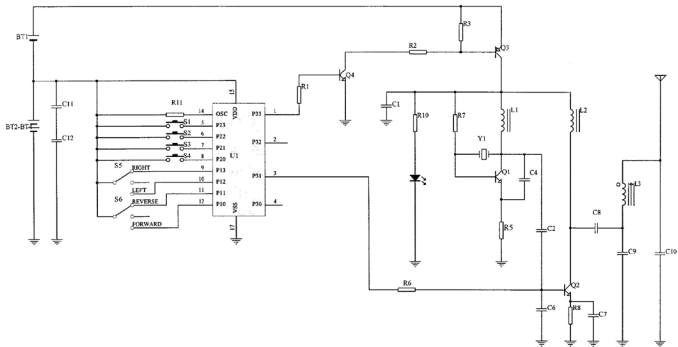 BT1
R3
R2
Q3
Q4
R1
C11
R11
C1
R10
R7
L1
L2
15
14
OSC
VDD
P33
1
S1
5
P23
S2
6
P22
P32
2
Y1
S3
7
P21
C12
S4
8
P20
U1
Q1
C4
S5
RIGHT
9
P13
P31
3
L3
10
P12
LEFT
11
P11
S6
REVERSE
12
P10
VSS
P30
4
C8
FORWARD
17
R5
C2
C9
C10
R6
Q2
C6
R8
C7